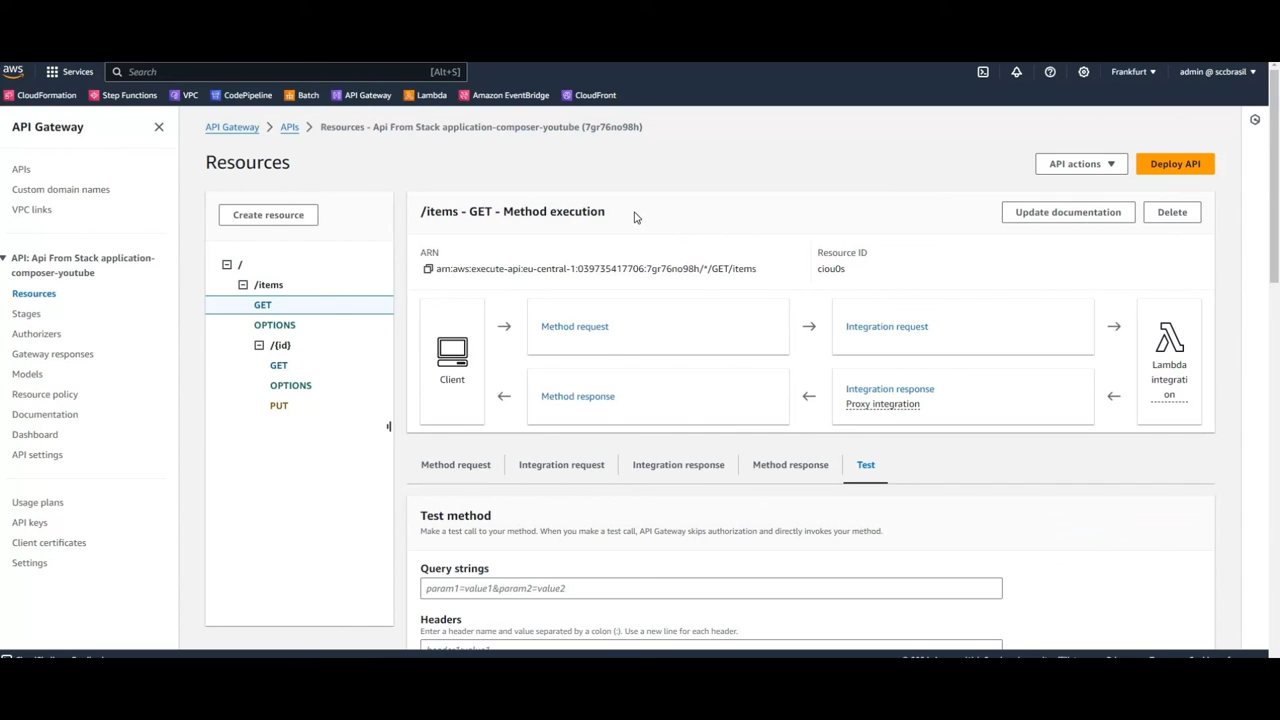 aws Services Search [Alt+S] Frankfurt ▼ admin @ sccbrasil ▼
CloudFormation Step Functions VPC CodePipeline Batch API Gateway Lambda Amazon EventBridge CloudFront
API Gateway
APIs
Custom domain names
VPC links
API: Api From Stack application-
composer-youtube
Resources
Stages
Authorizers
Gateway responses
Models
Resource policy
Documentation
Dashboard
API settings
Usage plans
API keys
Client certificates
Settings
API Gateway > APIs > Resources - Api From Stack application-composer-youtube (7gr76no98h)
Resources
API actions ▼ Deploy API
Create resource
/
/items
GET
OPTIONS
/{id}
GET
OPTIONS
PUT
/items - GET - Method execution
Update documentation Delete
ARN
arn:aws:execute-api:eu-central-1:039735417706:7gr76no98h/*/GET/items
Resource ID
ciou0s
Client
Method request
Integration request
Method response
Integration response
Proxy integration
Lambda
integrati
on
Method request Integration request Integration response Method response Test
Test method
Make a test call to your method. When you make a test call, API Gateway skips authorization and directly invokes your method.
Query strings
param1=value1&param2=value2
Headers
Enter a header name and value separated by a colon (:). Use a new line for each header.